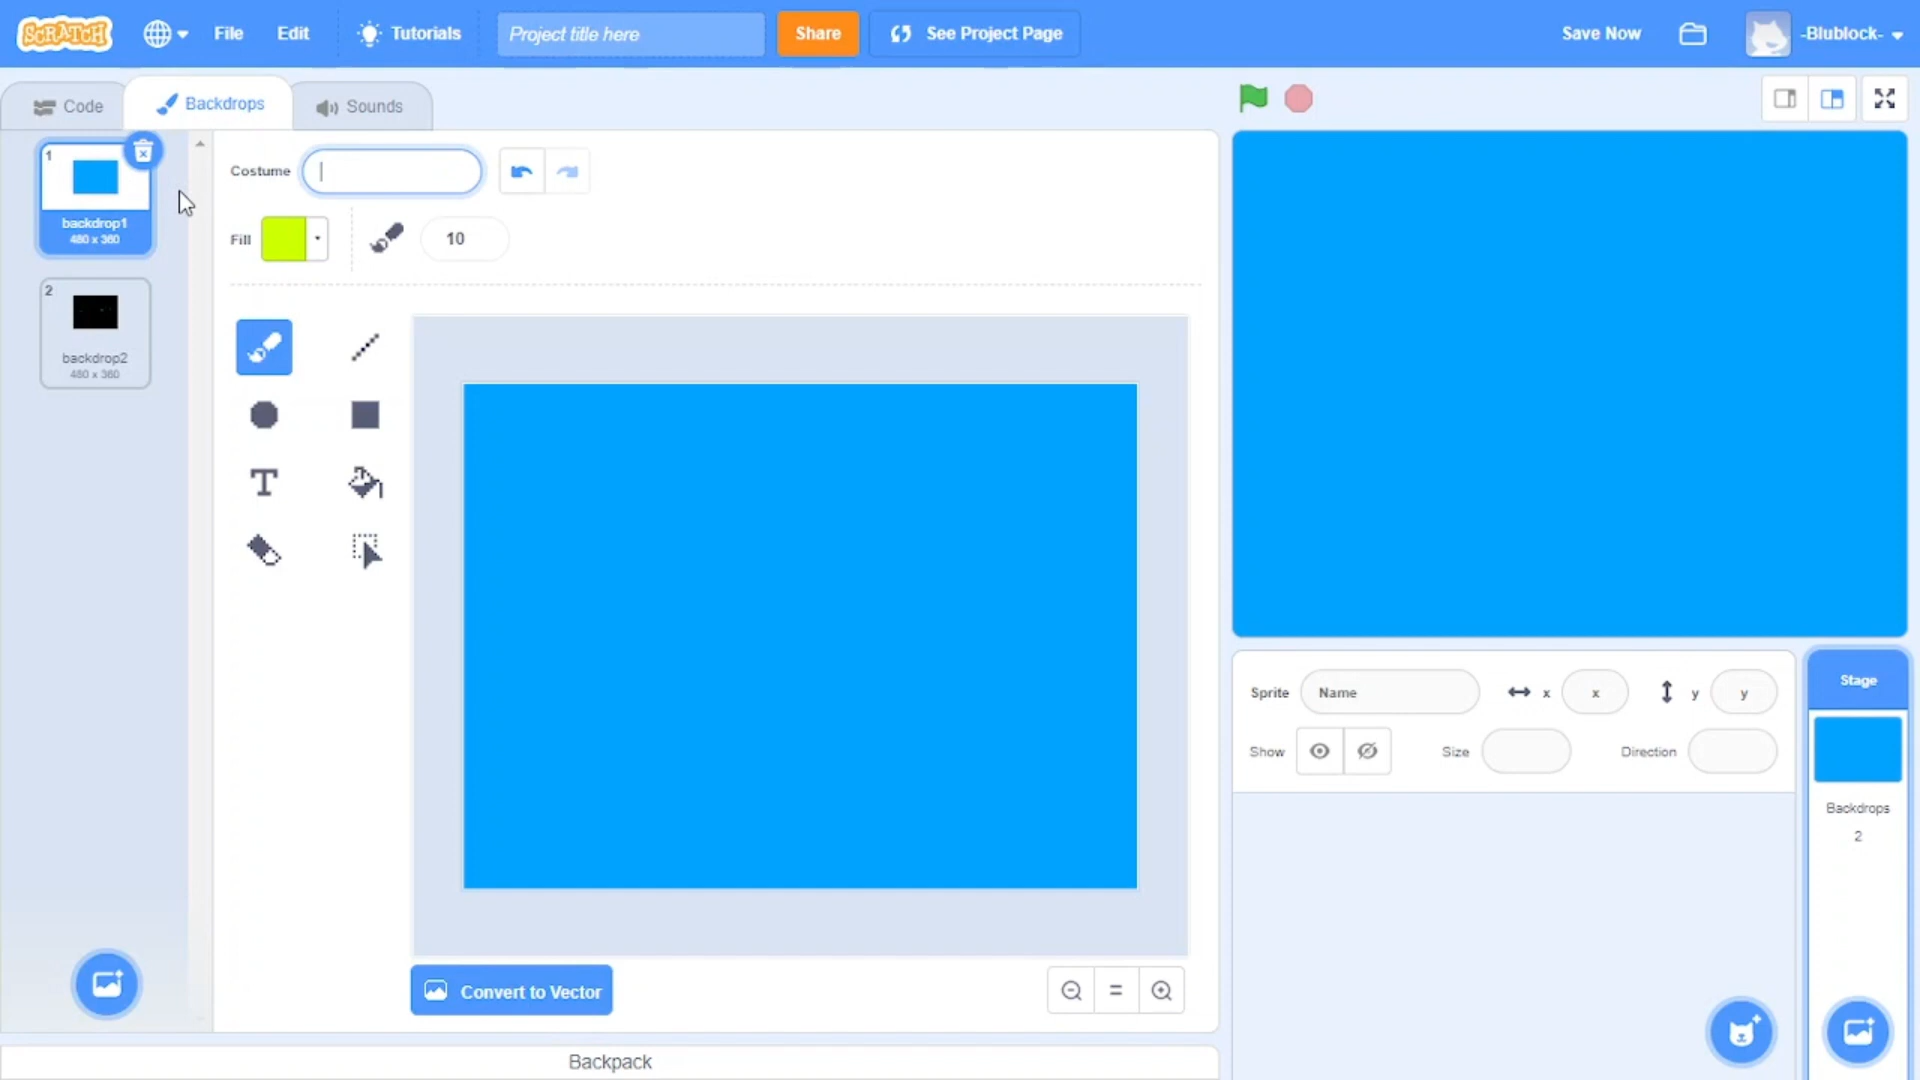 SCRATCH
File
Edit
Tutorials
Project title here
Share
See Project Page
Save Now
-Blublock-
Code
Backdrops
Sounds
1
backdrop1
480 x 360
2
backdrop2
480 x 360
Costume
Fill
10
T
Convert to Vector
=
Backpack
Sprite
Name
x
x
y
y
Show
Size
Direction
Stage
Backdrops
2